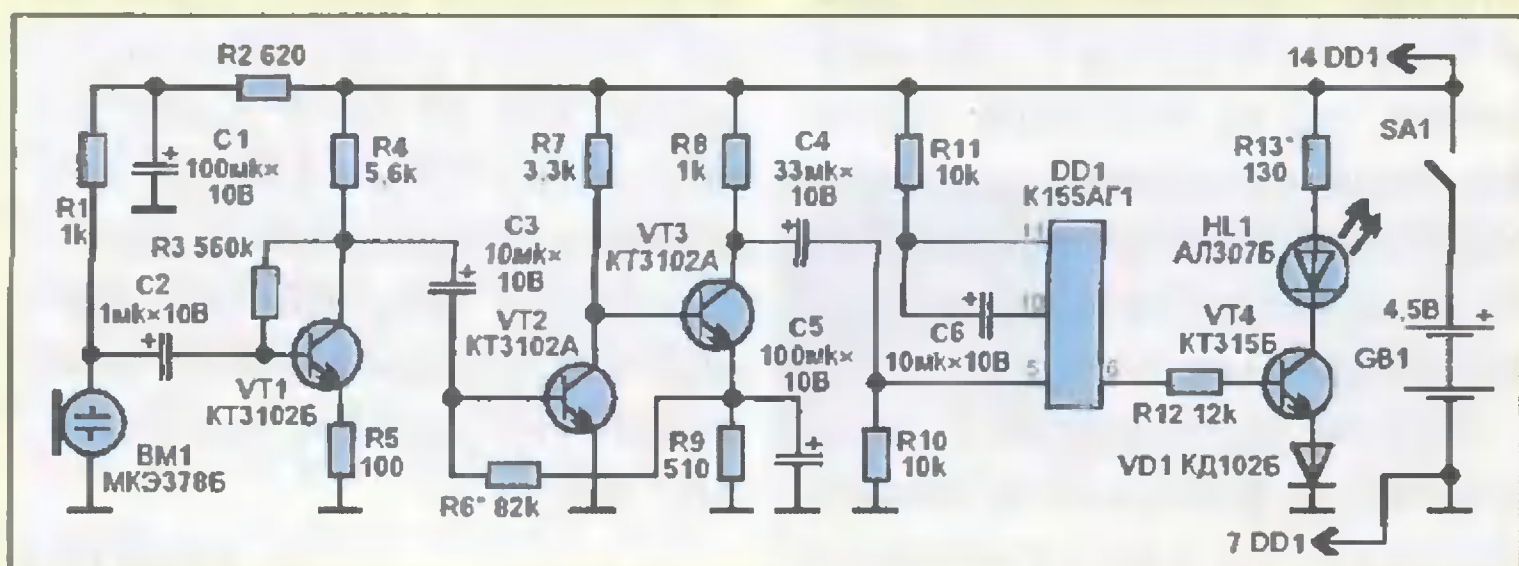 R2 620
14 DD1
C1
100мк×
10В
R4
5,6k
R7
3,3k
R8
1k
C4
33мк×
10В
R11
10k
DD1
К155АГ1
R13*
130
SA1
R1
1k
R3 560k
C2
1мк×10В
C3
10мк×
10В
VT3
КТ3102А
11
HL1
АЛ307Б
VT2
КТ3102А
C5
100мк×
10В
10
C6
10мк×10В
VT4
КТ315Б
4,5В
GB1
VT1
КТ3102Б
5
6
R12 12k
BM1
МКЭ378Б
R5
100
R6* 82k
R9
510
R10
10k
VD1 КД102Б
7 DD1